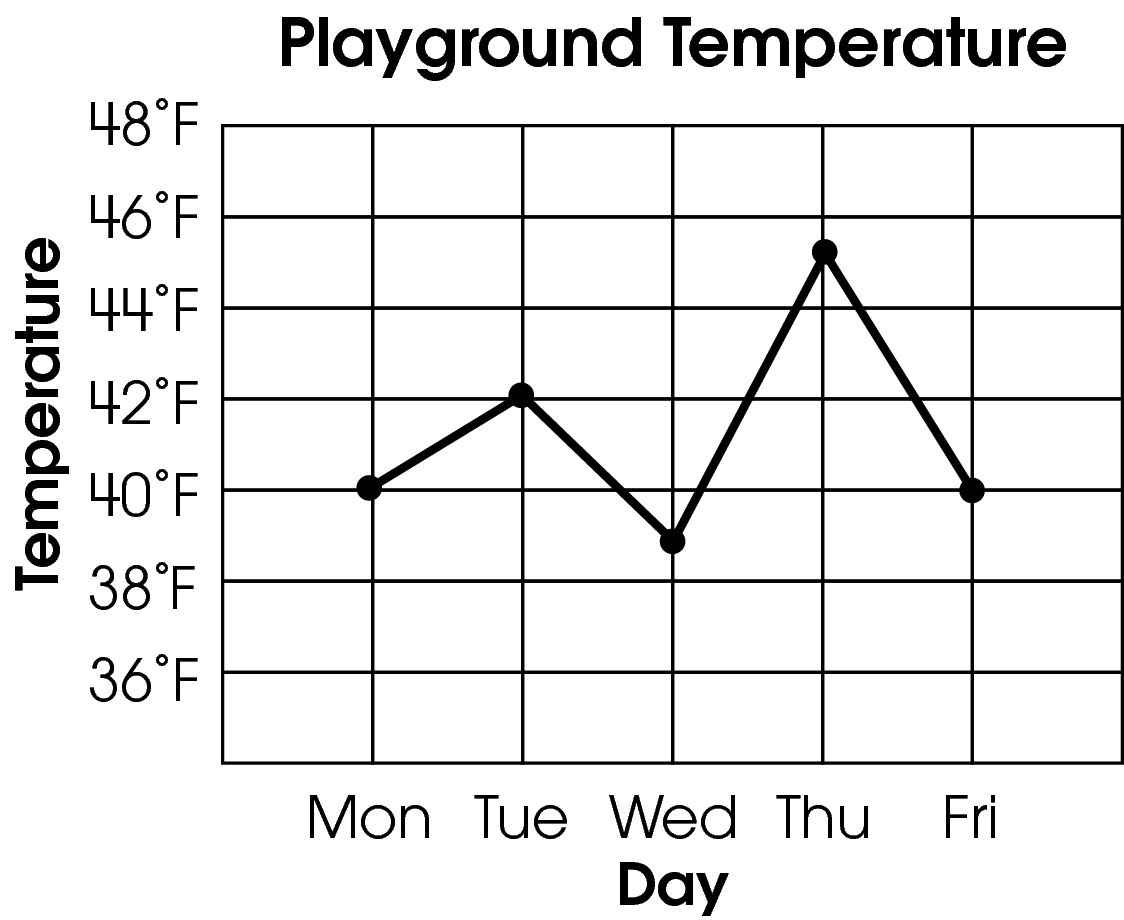 Playground Temperature
48°F
46°F
44°F
42°F
40°F
38°F
36°F
Temperature
Mon Tue Wed Thu Fri
Day